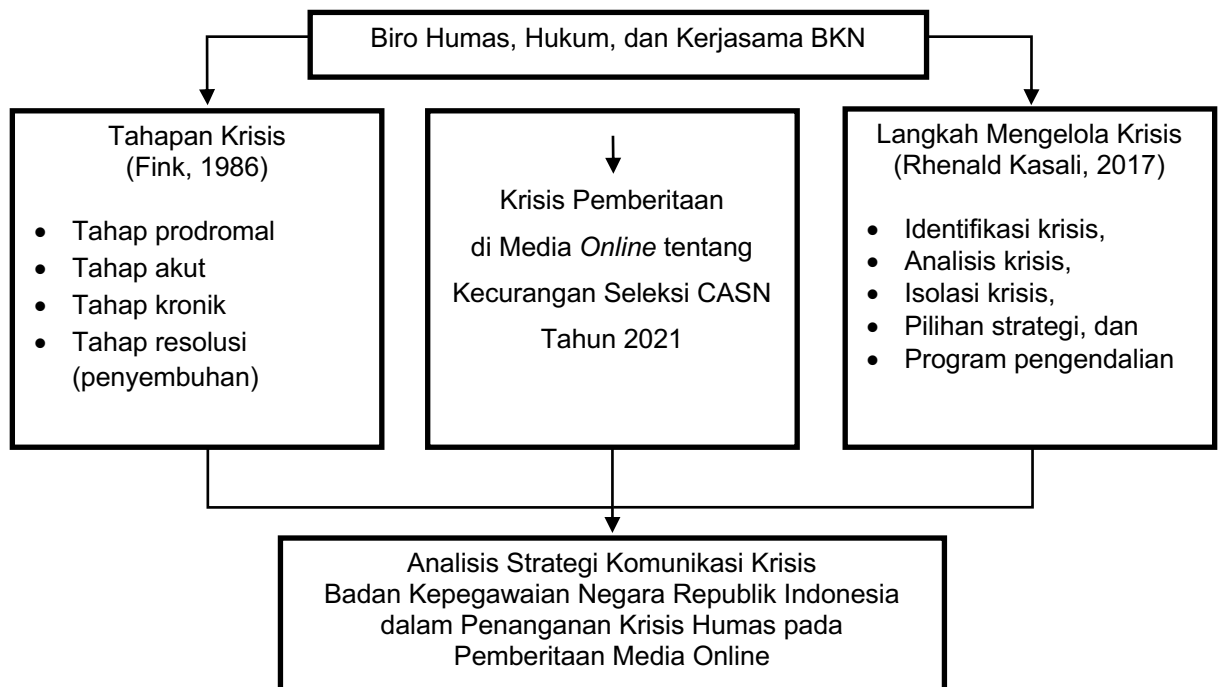 Biro Humas, Hukum, dan Kerjasama BKN
Tahapan Krisis
(Fink, 1986)
• Tahap prodromal
• Tahap akut
• Tahap kronik
• Tahap resolusi
(penyembuhan)
Krisis Pemberitaan
di Media Online tentang
Kecurangan Seleksi CASN
Tahun 2021
Langkah Mengelola Krisis
(Rhenald Kasali, 2017)
• Identifikasi krisis,
• Analisis krisis,
• Isolasi krisis,
• Pilihan strategi, dan
• Program pengendalian
Analisis Strategi Komunikasi Krisis
Badan Kepegawaian Negara Republik Indonesia
dalam Penanganan Krisis Humas pada
Pemberitaan Media Online